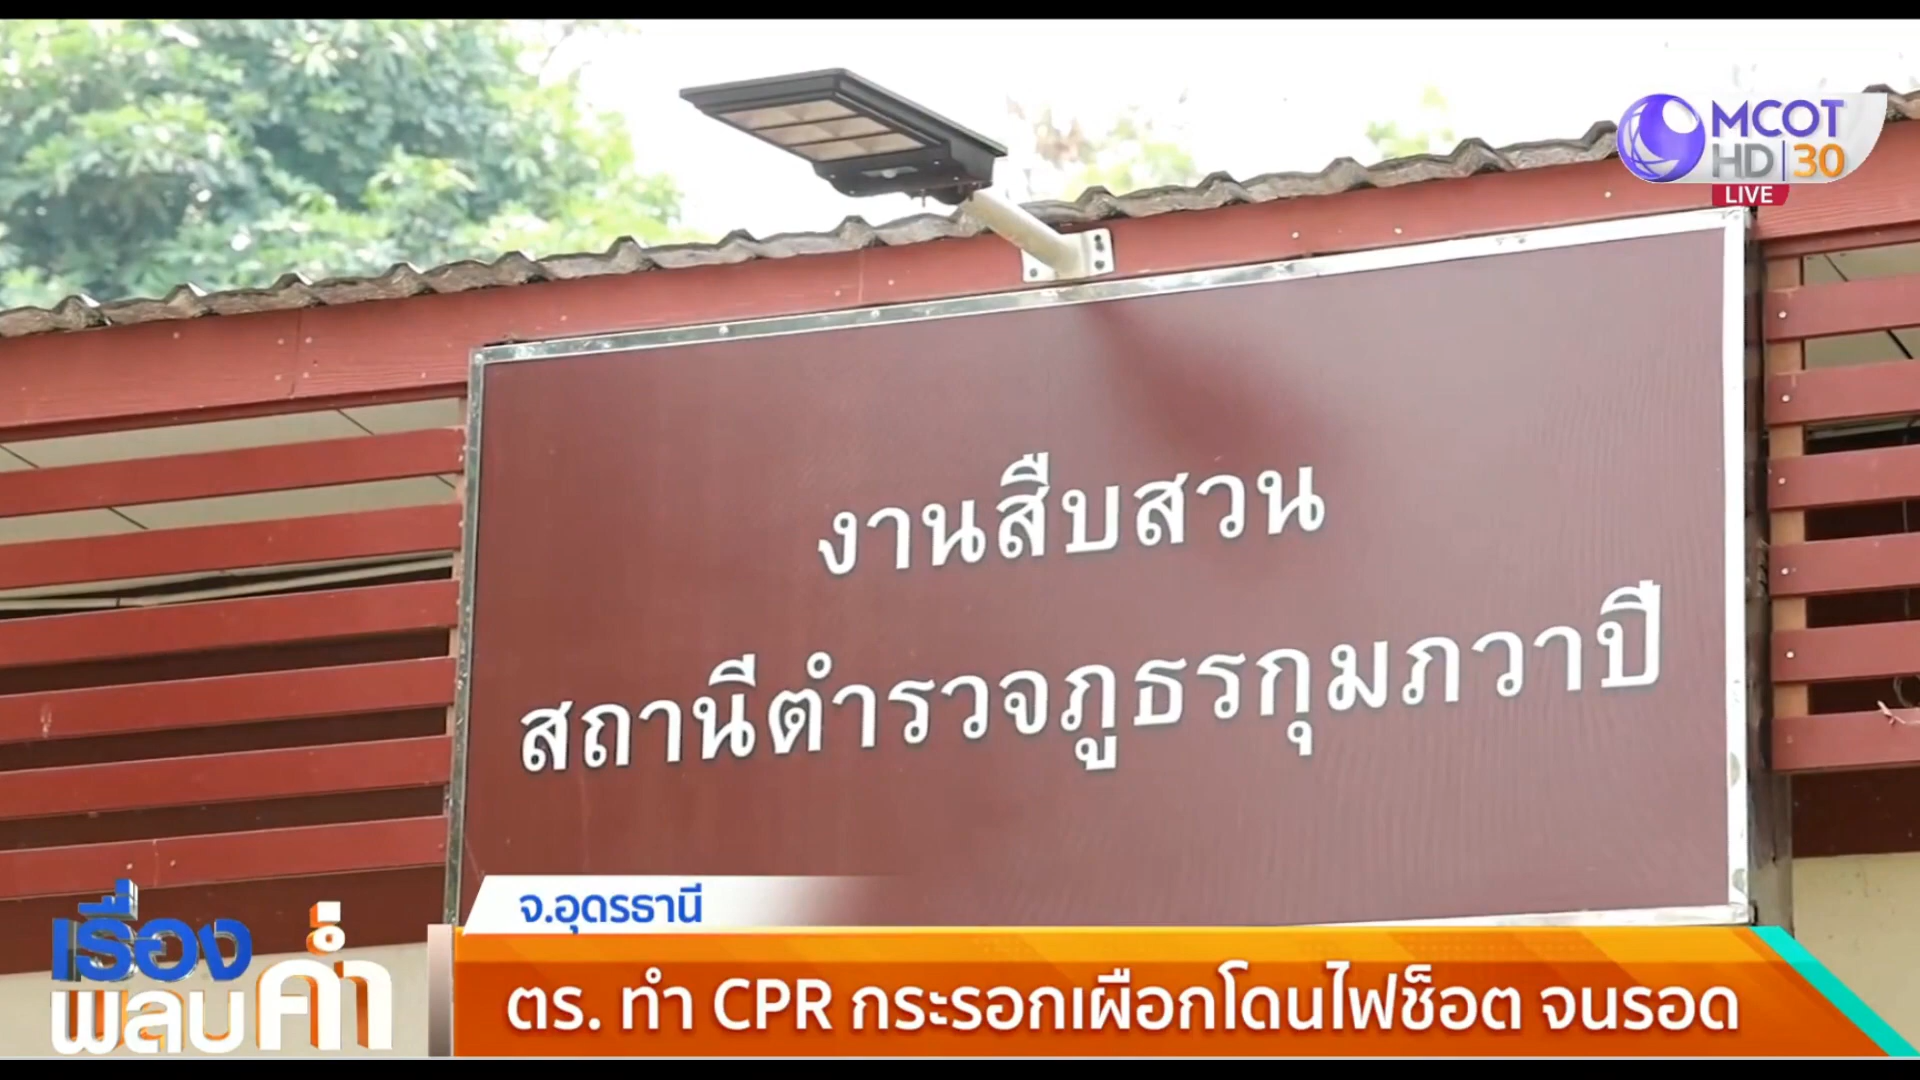 MCOT
HD 30
LIVE
งานสืบสวน
สถานีตำรวจภูธรกุมภวาปี
จ.อุดรธานี
เรื่อง
พลบค่ำ
ตร. ทำ CPR กระรอกเผือกโดนไฟช็อต จนรอด